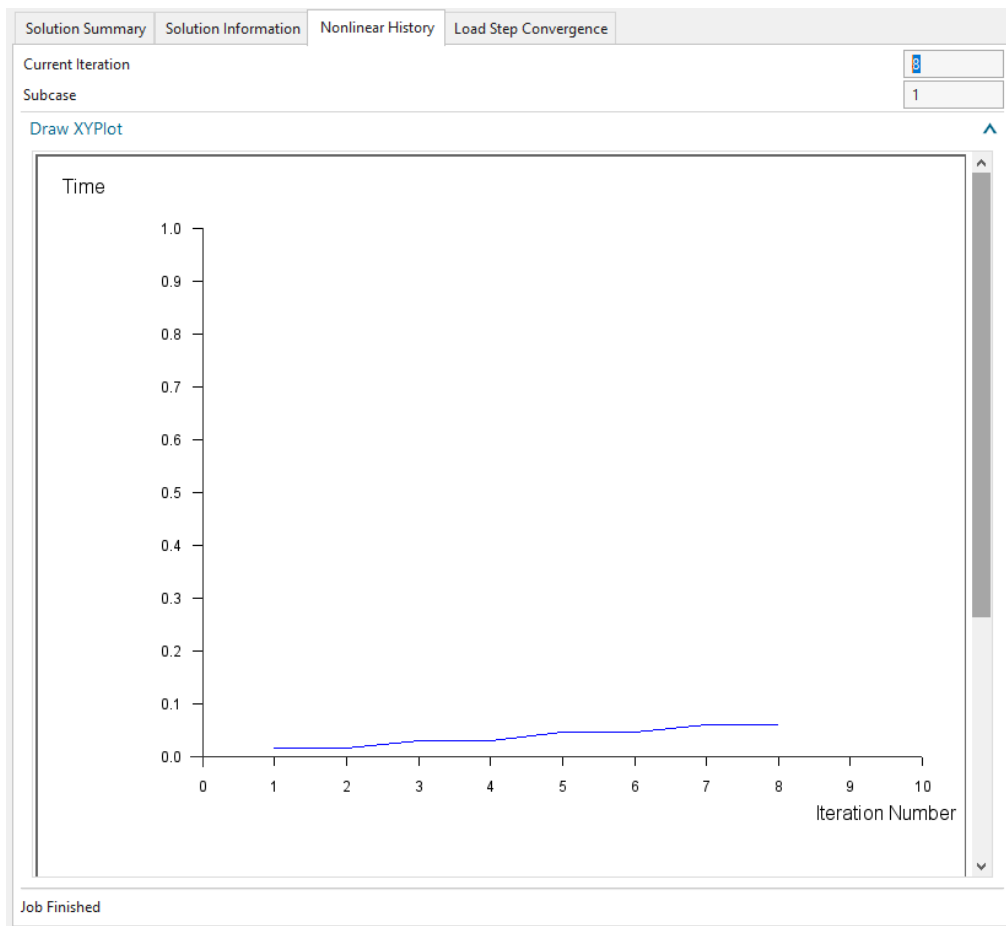 Solution Summary Solution Information Nonlinear History Load Step Convergence
Current Iteration 8
Subcase 1
Draw XYPlot
Time
1.0
0.9
0.8
0.7
0.6
0.5
0.4
0.3
0.2
0.1
0.0
0 1 2 3 4 5 6 7 8 9 10
Iteration Number
Job Finished